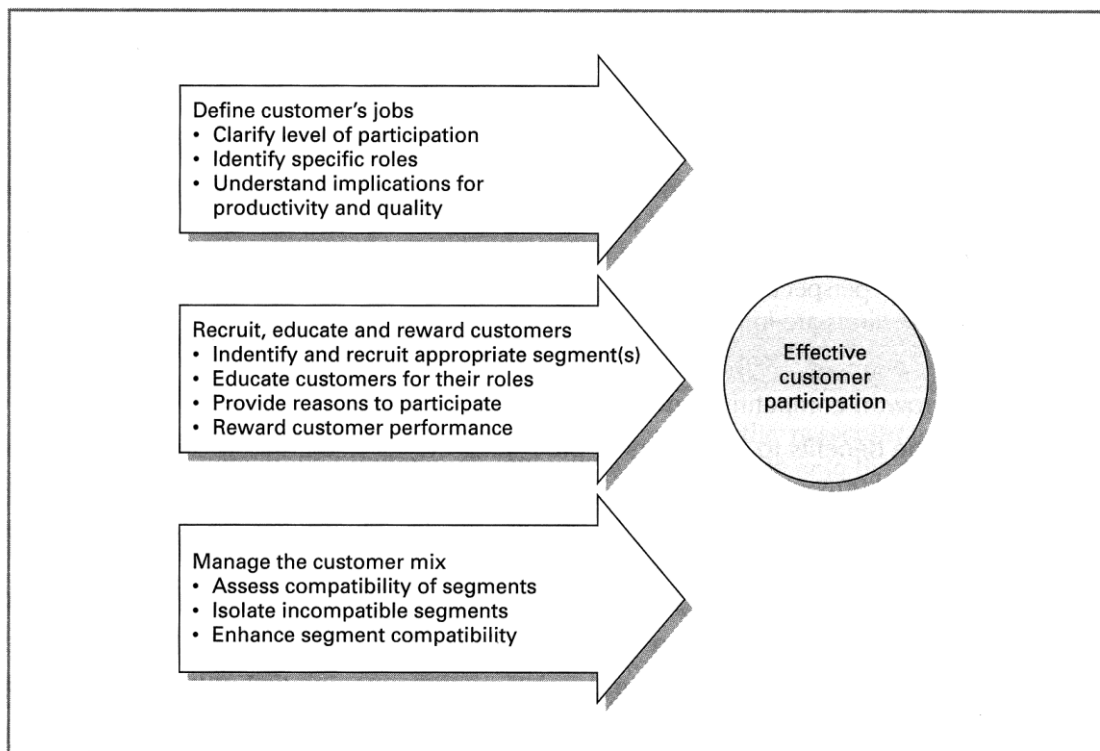 Define customer's jobs
• Clarify level of participation
• Identify specific roles
• Understand implications for
productivity and quality
Recruit, educate and reward customers
• Indentify and recruit appropriate segment(s)
• Educate customers for their roles
• Provide reasons to participate
• Reward customer performance
Manage the customer mix
• Assess compatibility of segments
• Isolate incompatible segments
• Enhance segment compatibility
Effective
customer
participation